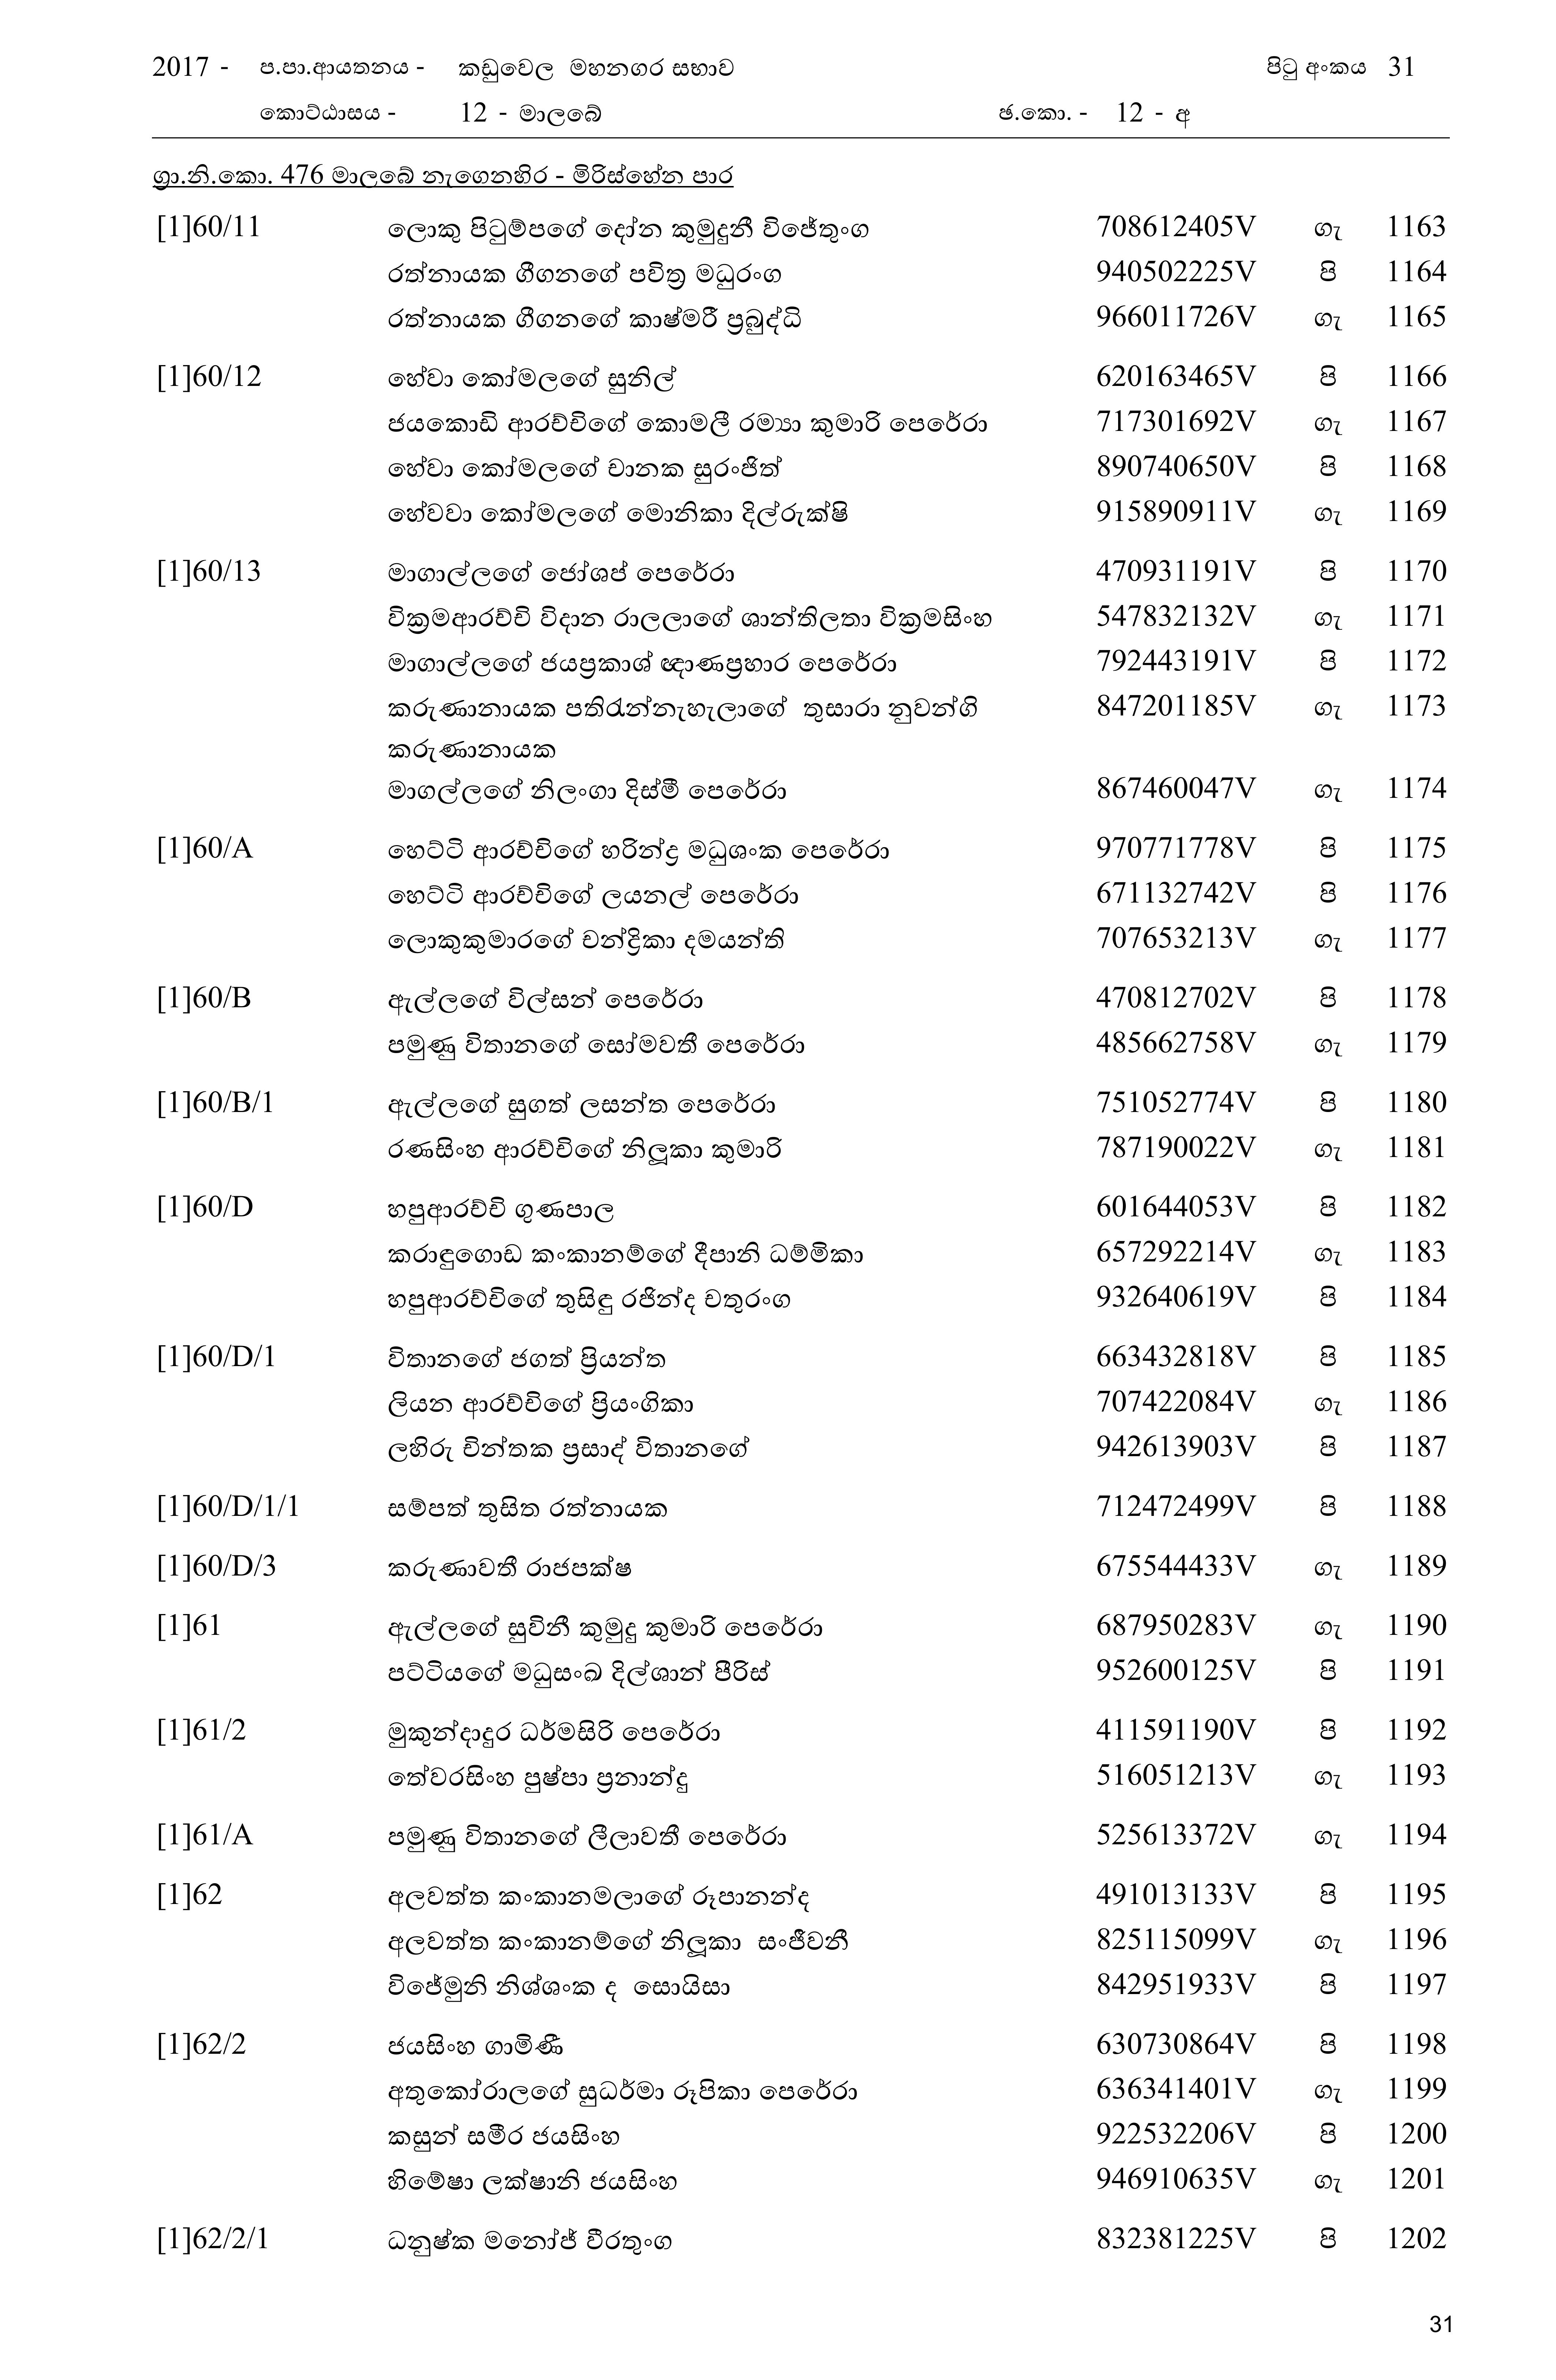 2017 - ප.පා.ආයතනය - කඩුවෙල මහනගර සභාව පිටු අංකය 31
කොට්ඨාසය - 12 - මාලබේ ඡ.කො. - 12 - අ
ග්‍රා.නි.කො. 476 මාලබේ නැගෙනහිර - මිරිස්හේන පාර
[1]60/11 ලොකු පිටුම්පගේ දෝන කුමුදුනී විජේතුංග 708612405V ගැ 1163
රත්නායක ගීගනගේ පවිත්‍ර මධුරංග 940502225V පි 1164
රත්නායක ගීගනගේ කාෂ්මරී ප්‍රබුද්ධි 966011726V ගැ 1165
[1]60/12 හේවා කෝමලගේ සුනිල් 620163465V පි 1166
ජයකොඩි ආරච්චිගේ කොමලී රම්‍යා කුමාරි පෙරේරා 717301692V ගැ 1167
හේවා කෝමලගේ චානක සුරංජිත් 890740650V පි 1168
හේවවා කෝමලගේ මොනිකා දිල්රුක්ෂි 915890911V ගැ 1169
[1]60/13 මාගාල්ලගේ ජෝශප් පෙරේරා 470931191V පි 1170
වික්‍රමආරච්චි විදාන රාලලාගේ ශාන්තිලතා වික්‍රමසිංහ 547832132V ගැ 1171
මාගාල්ලගේ ජයප්‍රකාශ් ඥාණප්‍රහාර පෙරේරා 792443191V පි 1172
කරුණානායක පතිරැන්නැහැලාගේ තුසාරා නුවන්ගි 847201185V ගැ 1173
කරුණානායක
මාගල්ලගේ නිලංගා දිස්මී පෙරේරා 867460047V ගැ 1174
[1]60/A හෙට්ටි ආරච්චිගේ හරින්ද්‍ර මධුශංක පෙරේරා 970771778V පි 1175
හෙට්ටි ආරච්චිගේ ලයනල් පෙරේරා 671132742V පි 1176
ලොකුකුමාරගේ චන්ද්‍රිකා දමයන්ති 707653213V ගැ 1177
[1]60/B ඇල්ලගේ විල්සන් පෙරේරා 470812702V පි 1178
පමුණු විතානගේ සෝමවතී පෙරේරා 485662758V ගැ 1179
[1]60/B/1 ඇල්ලගේ සුගත් ලසන්ත පෙරේරා 751052774V පි 1180
රණසිංහ ආරච්චිගේ නිලූකා කුමාරි 787190022V ගැ 1181
[1]60/D හපුආරච්චි ගුණපාල 601644053V පි 1182
කරාඳුගොඩ කංකානම්ගේ දීපානි ධම්මිකා 657292214V ගැ 1183
හපුආරච්චිගේ තුසිඳු රජින්ද චතුරංග 932640619V පි 1184
[1]60/D/1 විතානගේ ජගත් ප්‍රියන්ත 663432818V පි 1185
ලියන ආරච්චිගේ ප්‍රියංගිකා 707422084V ගැ 1186
ලහිරු චින්තක ප්‍රසාද් විතානගේ 942613903V පි 1187
[1]60/D/1/1 සම්පත් තුසිත රත්නායක 712472499V පි 1188
[1]60/D/3 කරුණාවතී රාජපක්ෂ 675544433V ගැ 1189
[1]61 ඇල්ලගේ සුවිනී කුමුදු කුමාරි පෙරේරා 687950283V ගැ 1190
පට්ටියගේ මධුසංඛ දිල්ශාන් පීරිස් 952600125V පි 1191
[1]61/2 මුකුන්දාදුර ධර්මසිරි පෙරේරා 411591190V පි 1192
තේවරසිංහ පුෂ්පා ප්‍රනාන්දු 516051213V ගැ 1193
[1]61/A පමුණු විතානගේ ලීලාවතී පෙරේරා 525613372V ගැ 1194
[1]62 අලවත්ත කංකානමලාගේ රූපානන්ද 491013133V පි 1195
අලවත්ත කංකානම්ගේ නිලූකා සංජීවනී 825115099V ගැ 1196
විජේමුනි නිශ්ශංක ද සොයිසා 842951933V පි 1197
[1]62/2 ජයසිංහ ගාමිණී 630730864V පි 1198
අතුකෝරාලගේ සුධර්මා රූපිකා පෙරේරා 636341401V ගැ 1199
කසුන් සමීර ජයසිංහ 922532206V පි 1200
හිමේෂා ලක්ෂානි ජයසිංහ 946910635V ගැ 1201
[1]62/2/1 ධනුෂ්ක මනෝජ් වීරතුංග 832381225V පි 1202
31